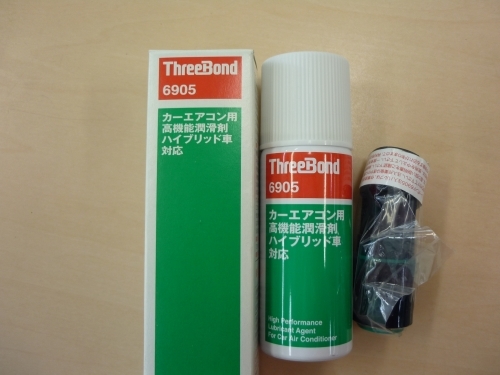 ThreeBond
6905
カーエアコン用
高機能潤滑剤
ハイブリッド車
対応
ThreeBond
6905
カーエアコン用
高機能潤滑剤
ハイブリッド車
対応
High Performance
Lubricant Agent
For Car Air Conditioner